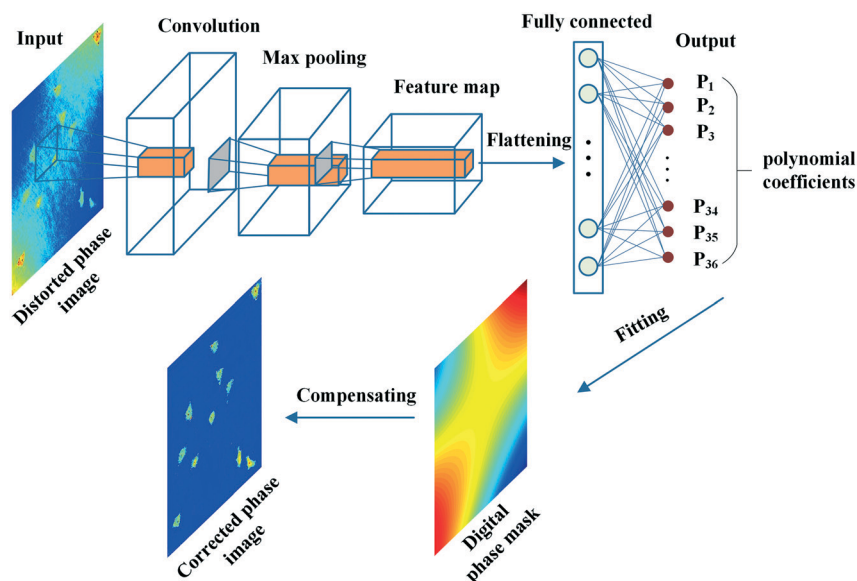 Input
Convolution
Max pooling
Feature map
Flattening
Fully connected
Output
P1
P2
P3
P34
P35
P36
polynomial
coefficients
Distorted phase
image
Fitting
Digital
phase mask
Compensating
Corrected phase
image